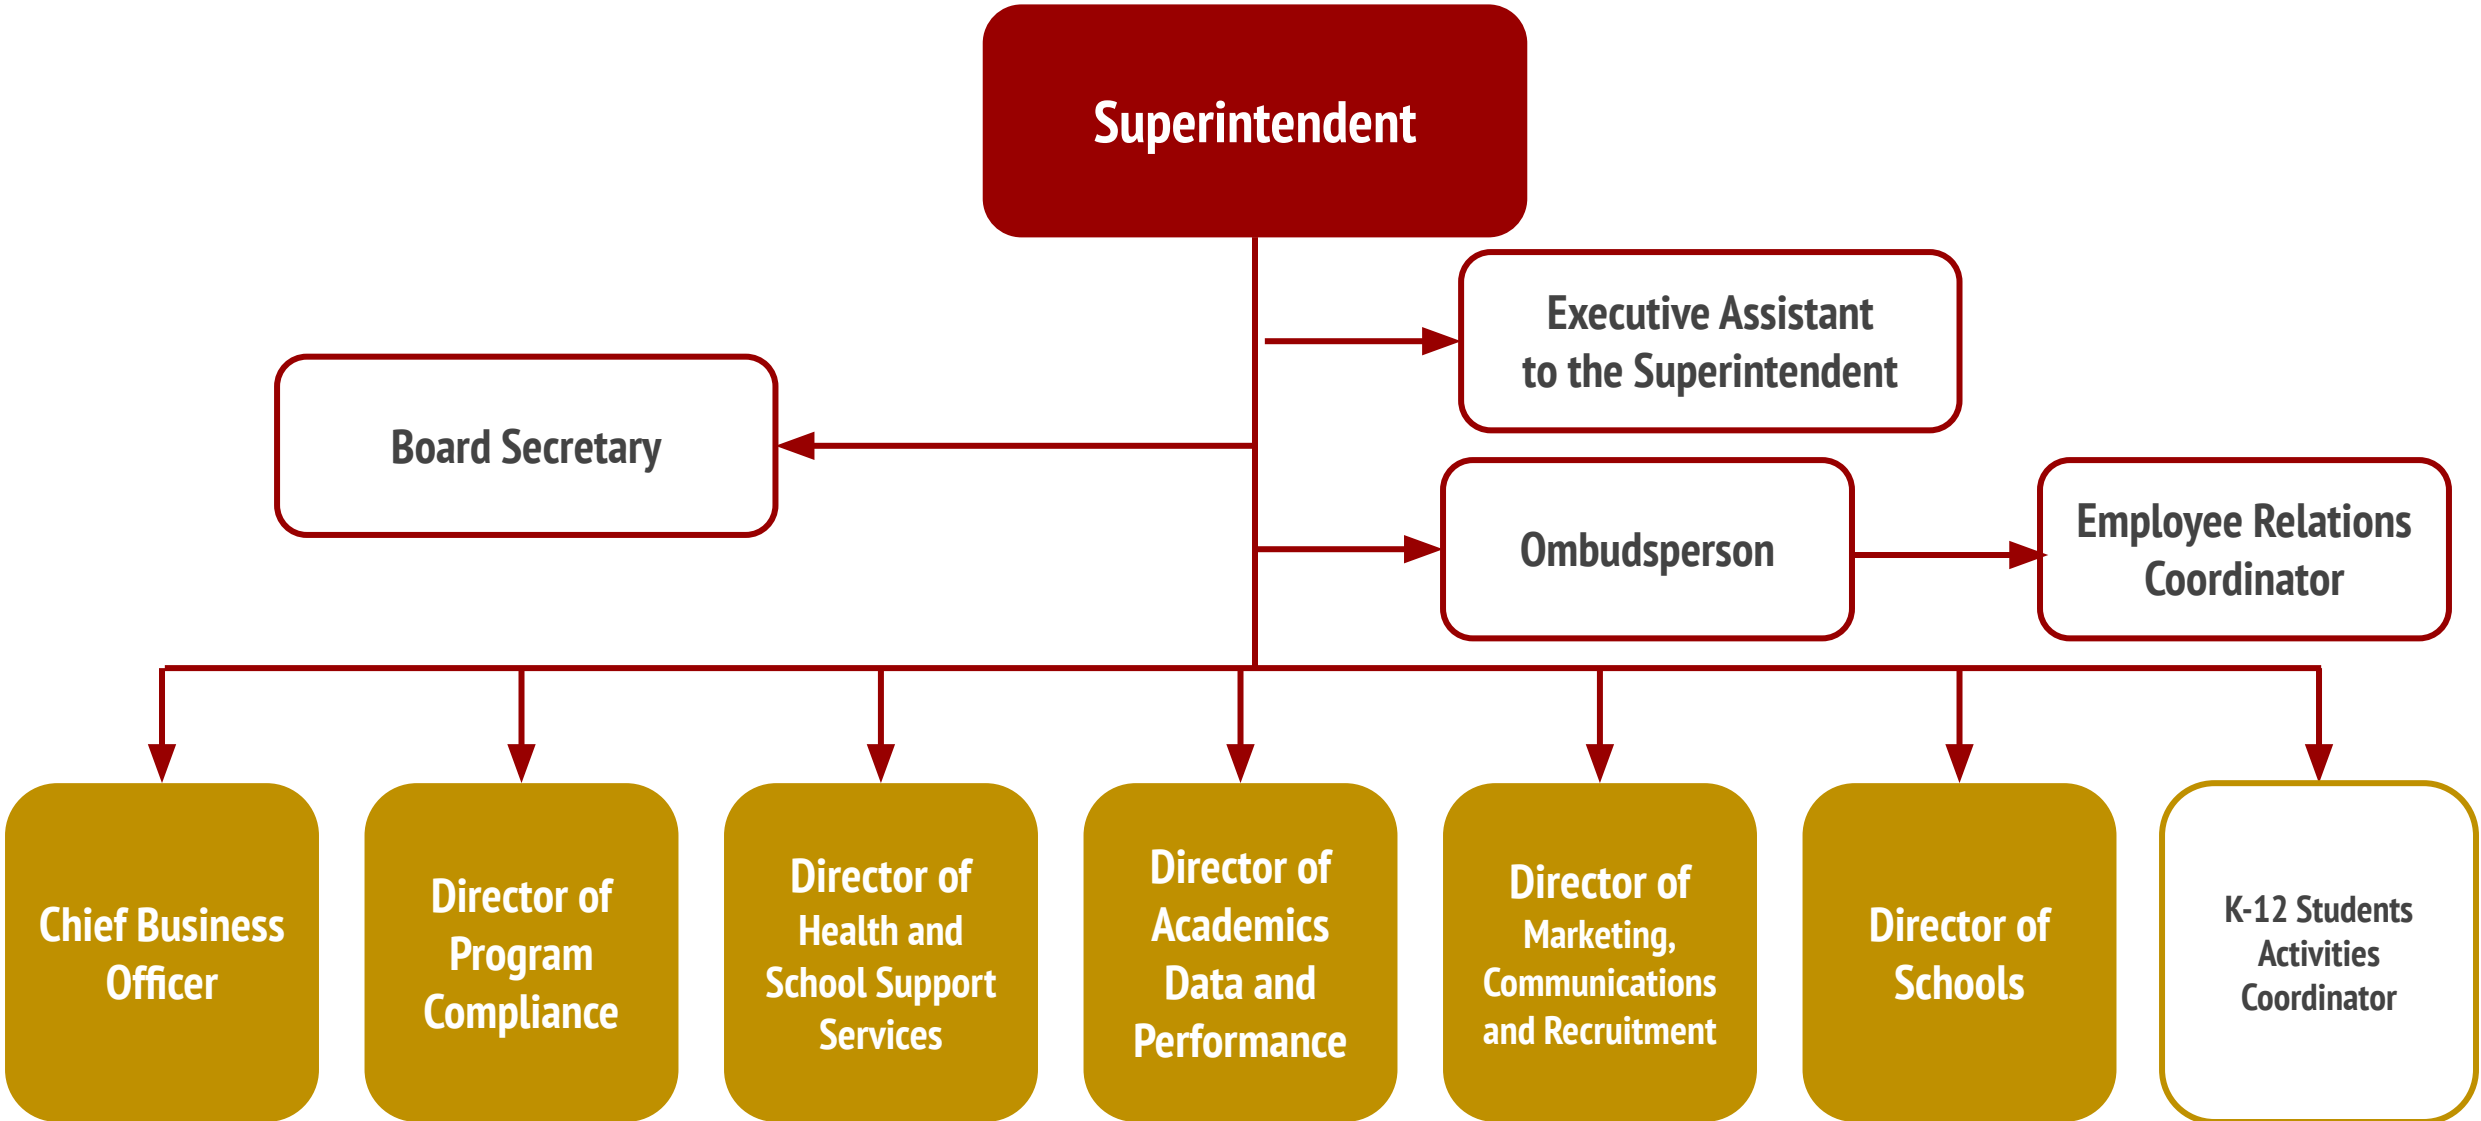 Superintendent
Executive Assistant
to the Superintendent
Board Secretary
Ombudsperson
Employee Relations
Coordinator
Chief Business
Officer
Director of
Program
Compliance
Director of
Health and
School Support
Services
Director of
Academics
Data and
Performance
Director of
Marketing,
Communications
and Recruitment
Director of
Schools
K-12 Students
Activities
Coordinator